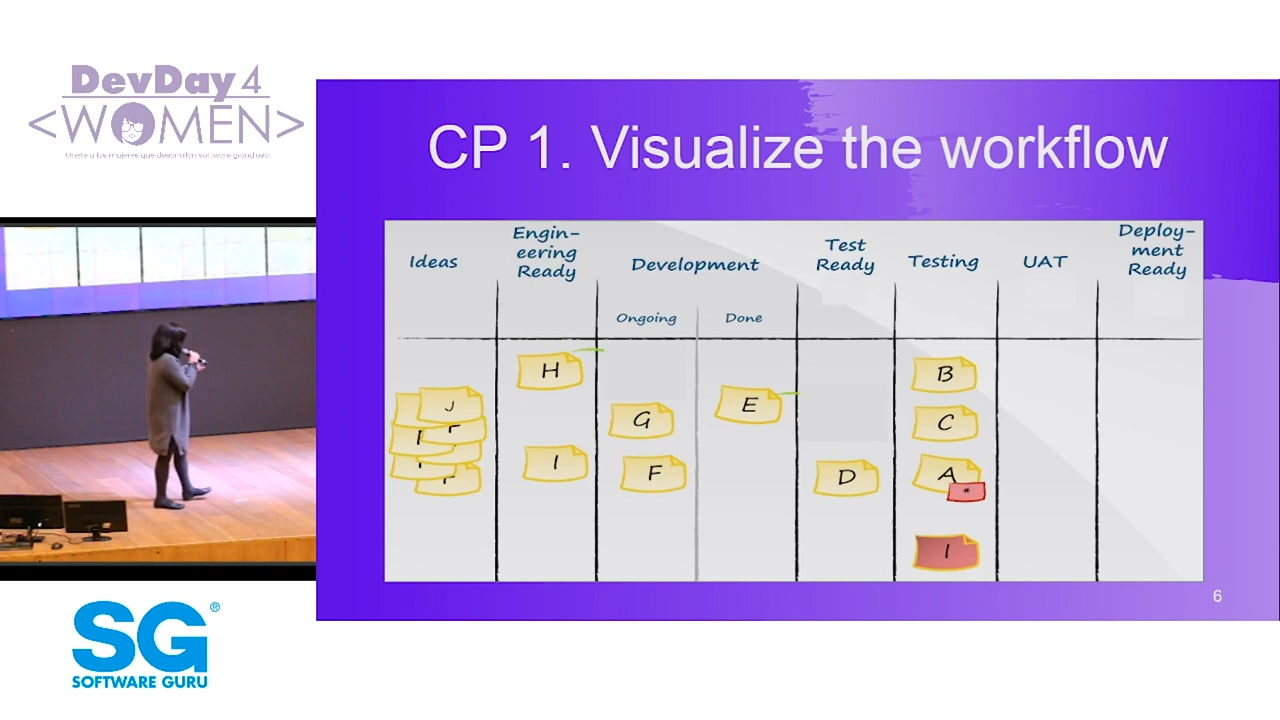 DevDay4
<WOMEN>
CP 1. Visualize the workflow
Ideas
Engin-
eering
Ready
Development
Test
Ready
Testing
UAT
Deploy-
ment
Ready
Ongoing
Done
H
B
J
E
G
C
I
F
D
A
*
I
6
SG®
SOFTWARE GURU